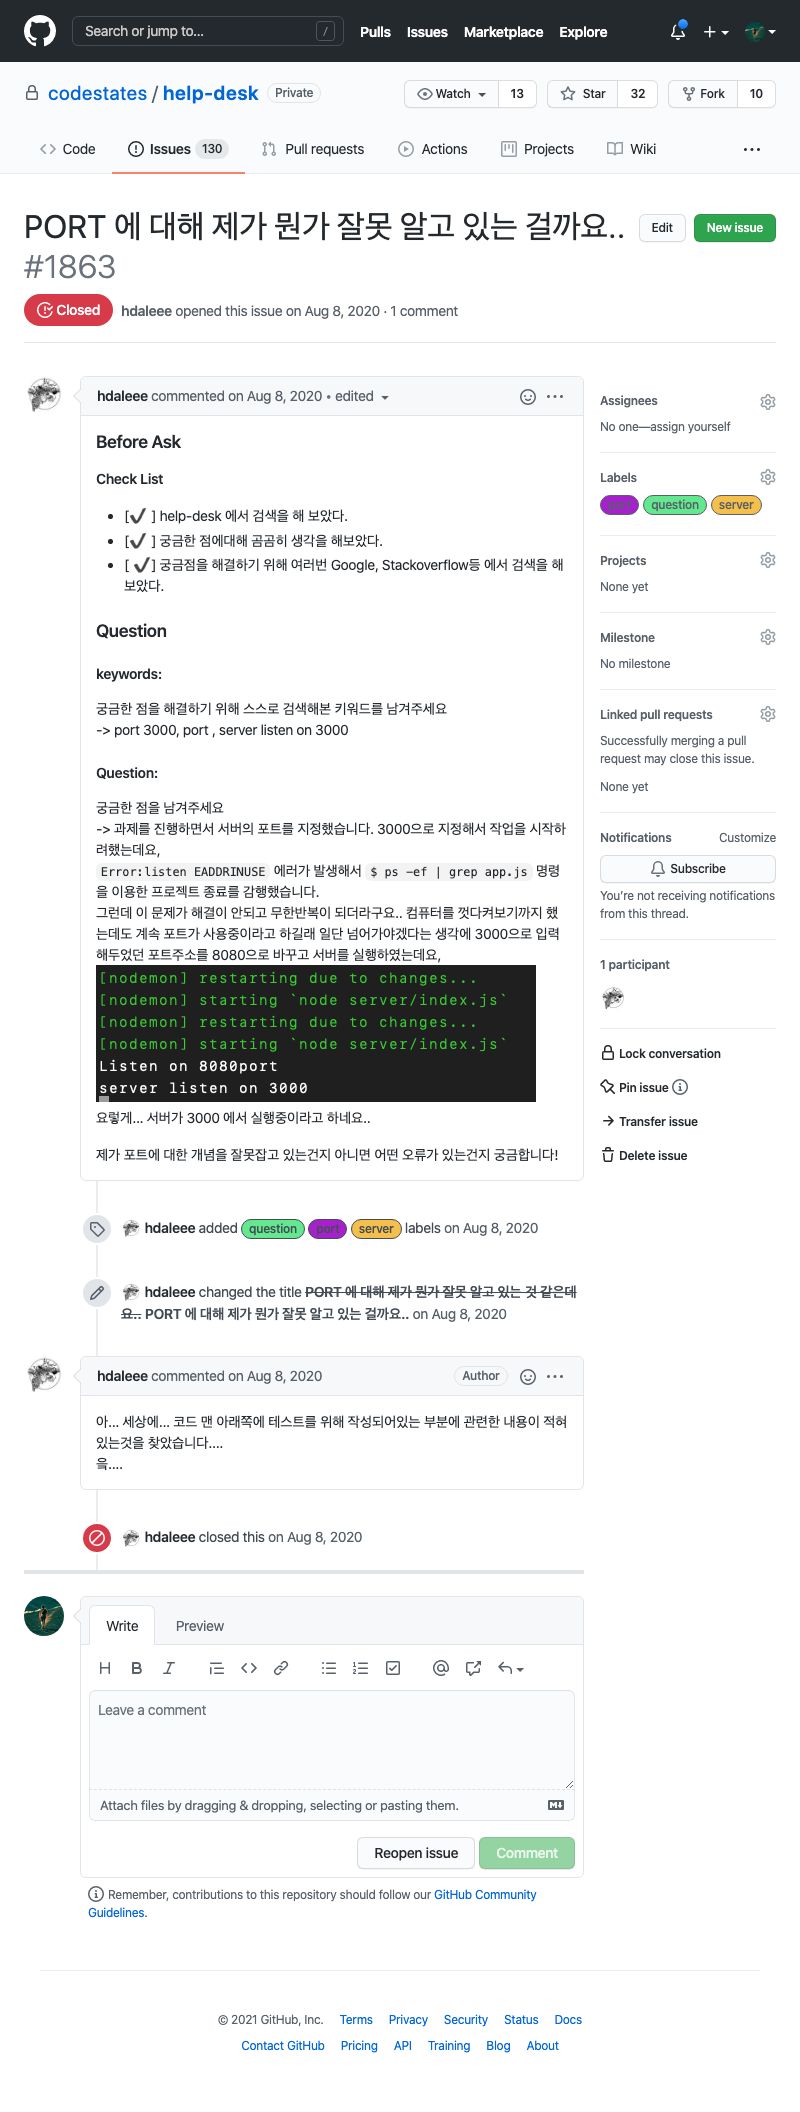 Search or jump to... /
Pulls Issues Marketplace Explore
codestates / help-desk Private
Watch 13 Star 32 Fork 10
Code Issues 130 Pull requests Actions Projects Wiki ...
PORT 에 대해 제가 뭔가 잘못 알고 있는 걸까요..
#1863
Edit New issue
Closed hdaleee opened this issue on Aug 8, 2020 · 1 comment
hdaleee commented on Aug 8, 2020 • edited
Before Ask
Check List
• [✔ ] help-desk 에서 검색을 해 보았다.
• [✔ ] 궁금한 점에대해 곰곰히 생각을 해보았다.
• [ ✔] 궁금점을 해결하기 위해 여러번 Google, Stackoverflow등 에서 검색을 해
보았다.
Question
keywords:
궁금한 점을 해결하기 위해 스스로 검색해본 키워드를 남겨주세요
-> port 3000, port , server listen on 3000
Question:
궁금한 점을 남겨주세요
-> 과제를 진행하면서 서버의 포트를 지정했습니다. 3000으로 지정해서 작업을 시작하
려했는데요,
Error:listen EADDRINUSE 에러가 발생해서 $ ps -ef | grep app.js 명령
을 이용한 프로젝트 종료를 감행했습니다.
그런데 이 문제가 해결이 안되고 무한반복이 되더라구요.. 컴퓨터를 껐다켜보기까지 했
는데도 계속 포트가 사용중이라고 하길래 일단 넘어가야겠다는 생각에 3000으로 입력
해두었던 포트주소를 8080으로 바꾸고 서버를 실행하였는데요,
[nodemon] restarting due to changes...
[nodemon] starting `node server/index.js`
[nodemon] restarting due to changes...
[nodemon] starting `node server/index.js`
Listen on 8080port
server listen on 3000
요렇게... 서버가 3000 에서 실행중이라고 하네요..
제가 포트에 대한 개념을 잘못잡고 있는건지 아니면 어떤 오류가 있는건지 궁금합니다!
hdaleee added question port server labels on Aug 8, 2020
hdaleee changed the title PORT 에 대해 제가 뭔가 잘못 알고 있는 것 같은데
요.. PORT 에 대해 제가 뭔가 잘못 알고 있는 걸까요.. on Aug 8, 2020
hdaleee commented on Aug 8, 2020 Author
아... 세상에... 코드 맨 아래쪽에 테스트를 위해 작성되어있는 부분에 관련한 내용이 적혀
있는것을 찾았습니다....
읔....
hdaleee closed this on Aug 8, 2020
Write Preview
Leave a comment
Attach files by dragging & dropping, selecting or pasting them.
Reopen issue Comment
Remember, contributions to this repository should follow our GitHub Community
Guidelines.
Assignees
No one—assign yourself
Labels
port question server
Projects
None yet
Milestone
No milestone
Linked pull requests
Successfully merging a pull
request may close this issue.
None yet
Notifications Customize
Subscribe
You're not receiving notifications
from this thread.
1 participant
Lock conversation
Pin issue
Transfer issue
Delete issue
© 2021 GitHub, Inc. Terms Privacy Security Status Docs
Contact GitHub Pricing API Training Blog About